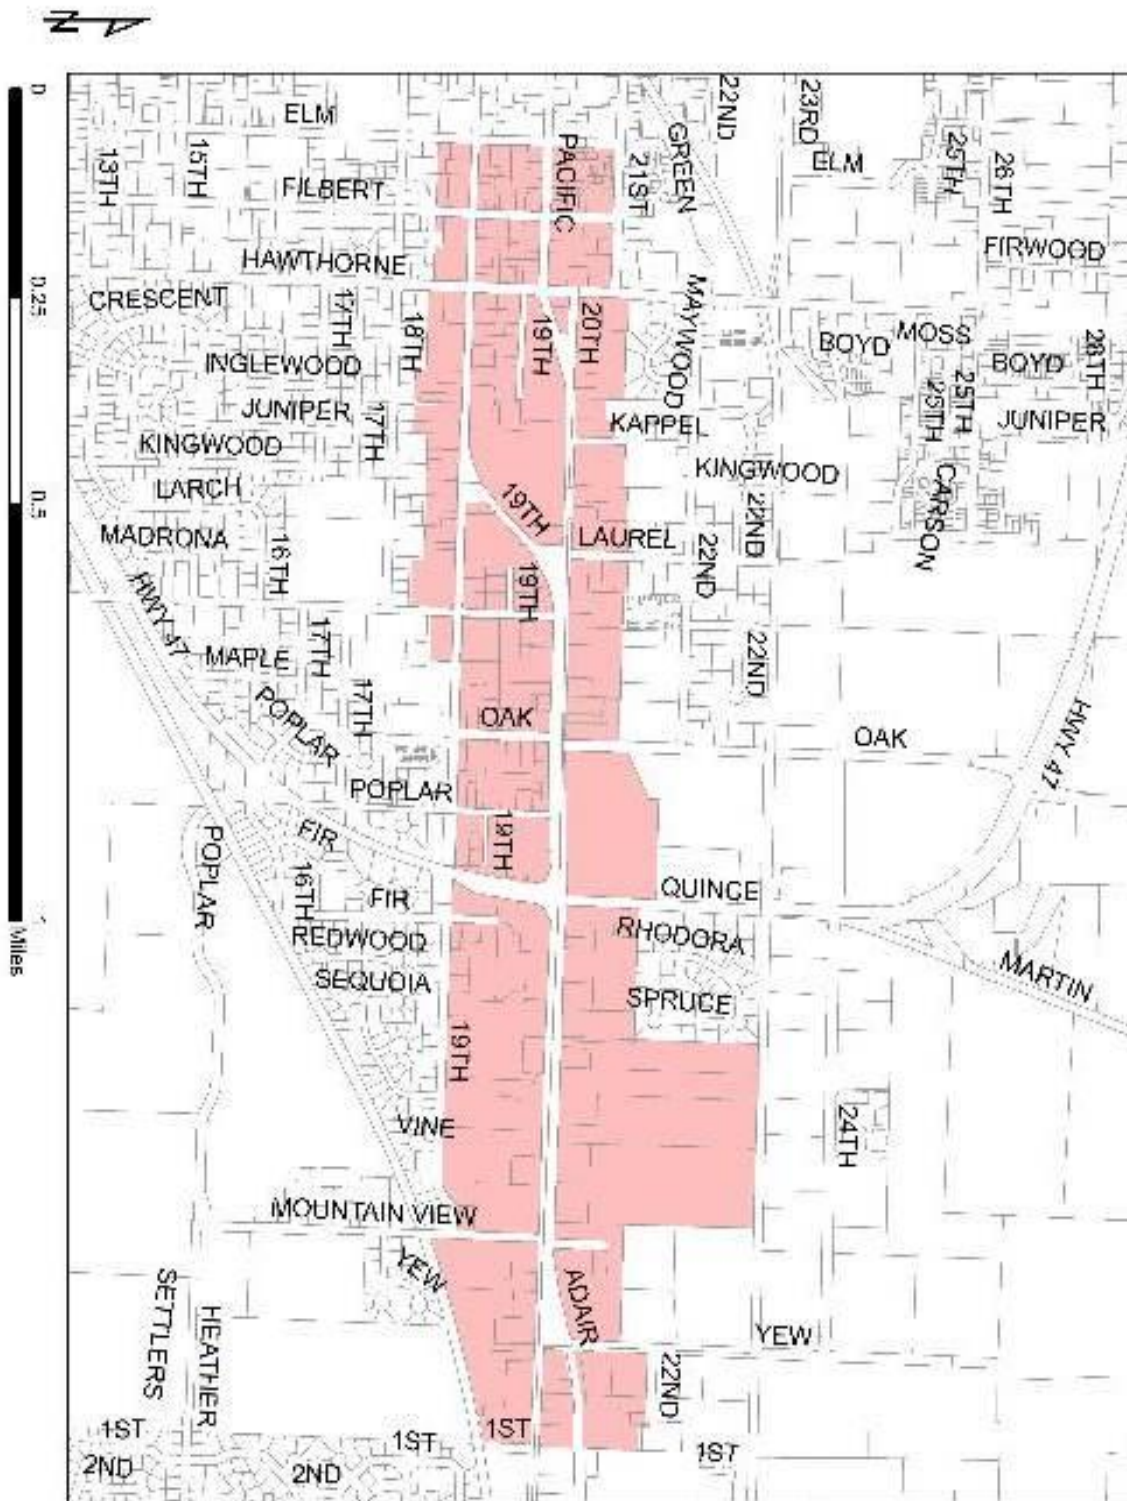 N
0
0.25
0.5
1
Miles
ELM
22ND
23RD
GREEN
PACIFIC
21ST
ELM
25TH
26TH
13TH
15TH
FILBERT
FIRWOOD
HAWTHORNE
CRESCENT
17TH
18TH
19TH
20TH
MAYWOOD
BOYD
MOSS
BOYD
28TH
INGLEWOOD
25TH
25TH
JUNIPER
17TH
KAPPEL
JUNIPER
KINGWOOD
KINGWOOD
LARCH
19TH
22ND
CARSON
MADRONA
16TH
LAUREL
22ND
19TH
HWY 47
MAPLE
17TH
22ND
POPLAR
17TH
OAK
OAK
HWY 47
POPLAR
19TH
FIR
POPLAR
16TH
FIR
QUINCE
REDWOOD
RHODORA
SEQUOIA
SPRUCE
MARTIN
19TH
VINE
24TH
MOUNTAIN VIEW
YEW
ADAIR
SETTLERS
HEATHER
YEW
22ND
1ST
1ST
1ST
1ST
2ND
2ND